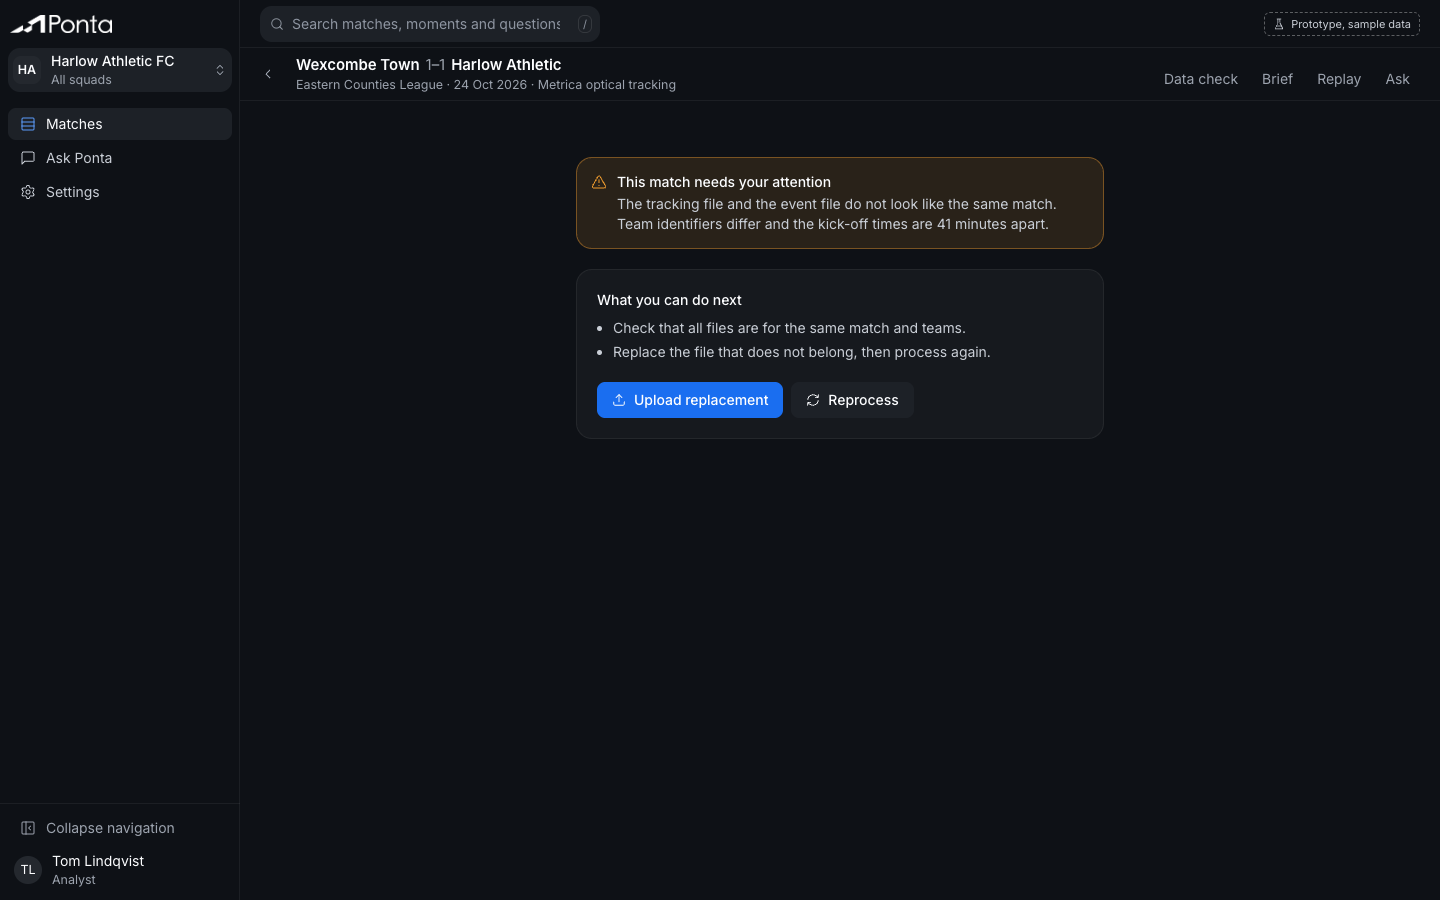 Ponta
HA
Harlow Athletic FC
All squads
Matches
Ask Ponta
Settings
Collapse navigation
TL
Tom Lindqvist
Analyst
Search matches, moments and questions
/
Prototype, sample data
Wexcombe Town 1–1 Harlow Athletic
Eastern Counties League · 24 Oct 2026 · Metrica optical tracking
Data check
Brief
Replay
Ask
This match needs your attention
The tracking file and the event file do not look like the same match.
Team identifiers differ and the kick-off times are 41 minutes apart.
What you can do next
• Check that all files are for the same match and teams.
• Replace the file that does not belong, then process again.
Upload replacement
Reprocess